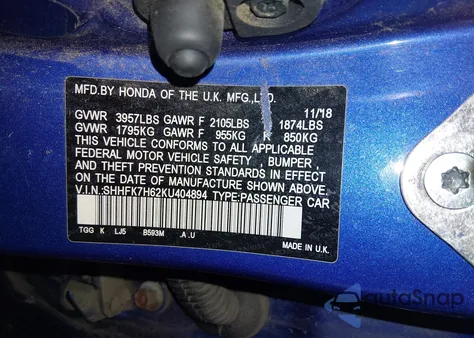 MFD.BY HONDA OF THE U.K. MFG.,LTD.
11/18
GVWR 3957LBS GAWR F 2105LBS R 1874LBS
GVWR 1795KG GAWR F 955KG R 850KG
THIS VEHICLE CONFORMS TO ALL APPLICABLE
FEDERAL MOTOR VEHICLE SAFETY , BUMPER ,
AND THEFT PREVENTION STANDARDS IN EFFECT
ON THE DATE OF MANUFACTURE SHOWN ABOVE.
V.I.N:SHHFK7H62KU404894 TYPE:PASSENGER CAR
TGG K LJ5 B593M .A .U
MADE IN U.K.
autoSnap